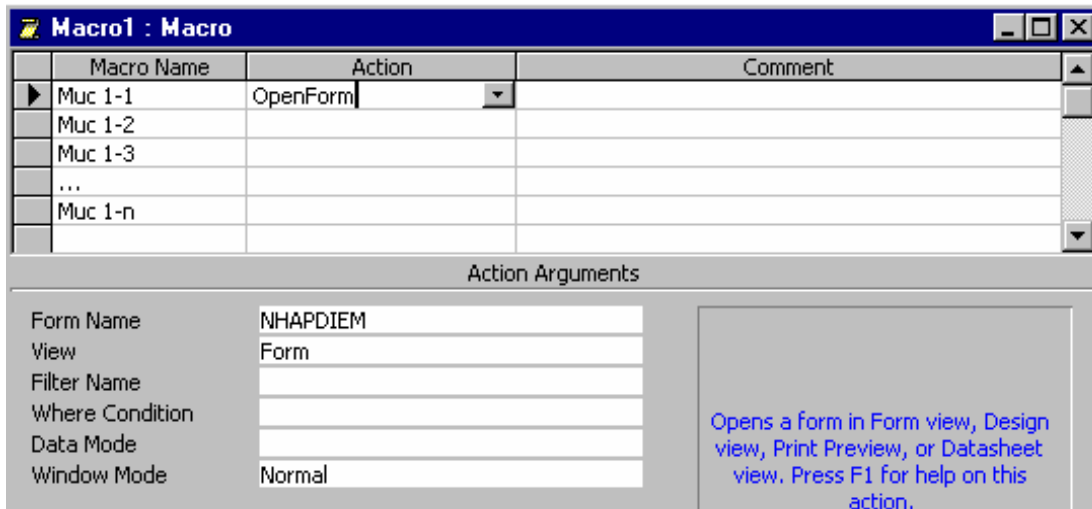 Macro1 : Macro
Macro Name Action Comment
Muc 1-1 OpenForm
Muc 1-2
Muc 1-3
...
Muc 1-n
Action Arguments
Form Name NHAPDIEM
View Form
Filter Name
Where Condition
Data Mode
Window Mode Normal
Opens a form in Form view, Design
view, Print Preview, or Datasheet
view. Press F1 for help on this
action.